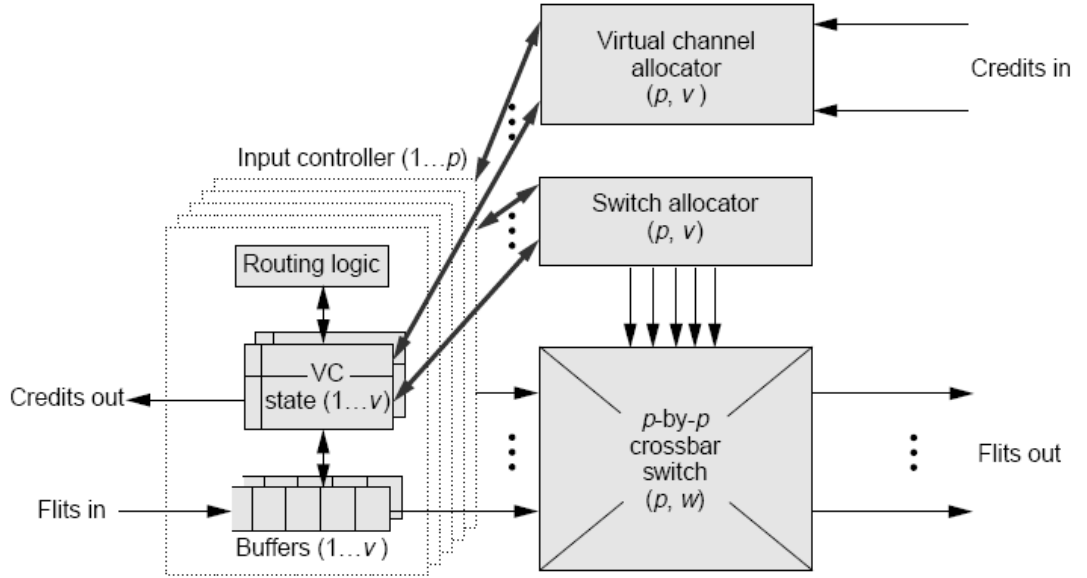 Virtual channel
allocator
(p, v)
Credits in
Input controller (1...p)
Switch allocator
(p, v)
Routing logic
VC
state (1...v)
Credits out
p-by-p
crossbar
switch
(p, w)
Flits out
Flits in
Buffers (1...v)